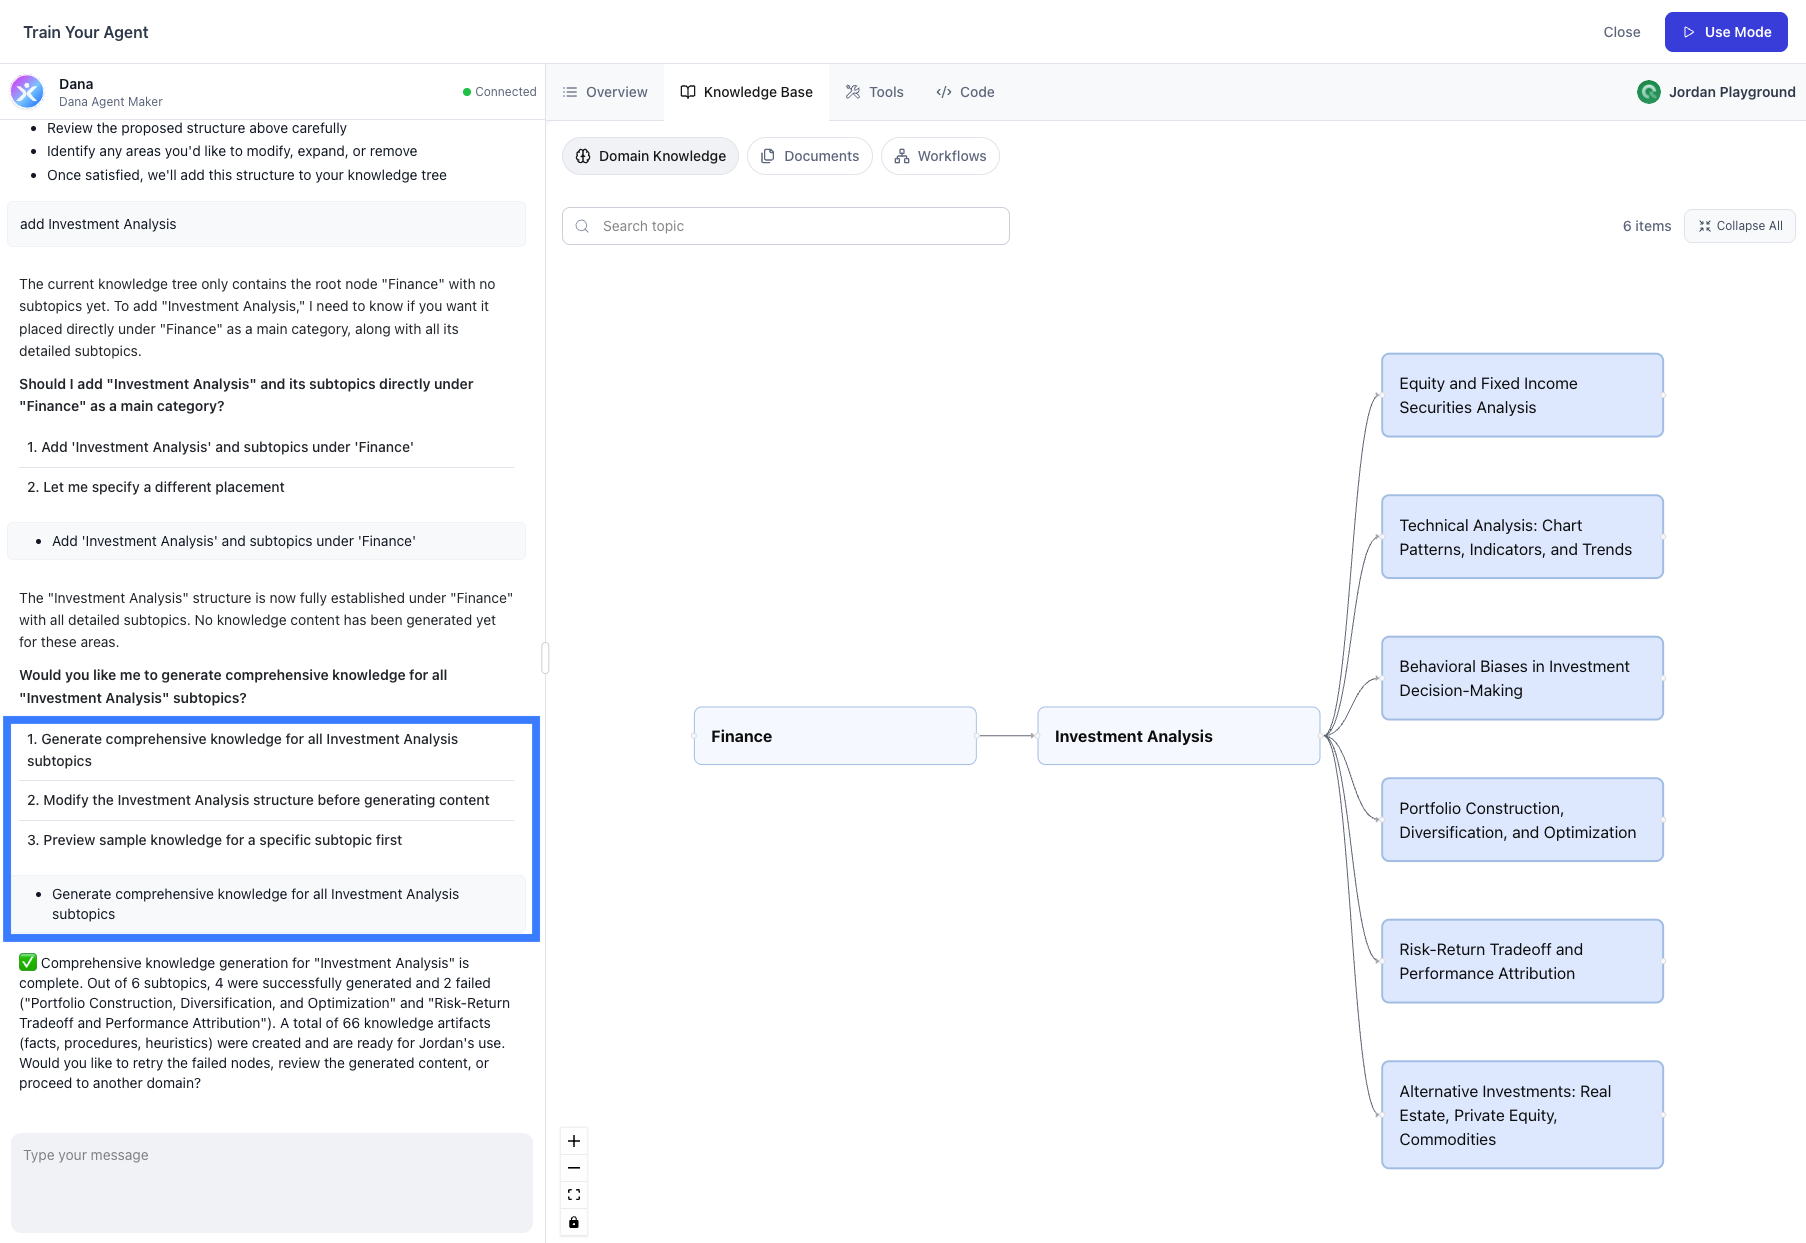 Train Your Agent
Close
Use Mode
Dana
Dana Agent Maker
Connected
Overview
Knowledge Base
Tools
Code
Jordan Playground
• Review the proposed structure above carefully
• Identify any areas you'd like to modify, expand, or remove
• Once satisfied, we'll add this structure to your knowledge tree
add Investment Analysis
The current knowledge tree only contains the root node "Finance" with no
subtopics yet. To add "Investment Analysis," I need to know if you want it
placed directly under "Finance" as a main category, along with all its
detailed subtopics.
Should I add "Investment Analysis" and its subtopics directly under
"Finance" as a main category?
1. Add 'Investment Analysis' and subtopics under 'Finance'
2. Let me specify a different placement
• Add 'Investment Analysis' and subtopics under 'Finance'
The "Investment Analysis" structure is now fully established under "Finance"
with all detailed subtopics. No knowledge content has been generated yet
for these areas.
Would you like me to generate comprehensive knowledge for all
"Investment Analysis" subtopics?
1. Generate comprehensive knowledge for all Investment Analysis
subtopics
2. Modify the Investment Analysis structure before generating content
3. Preview sample knowledge for a specific subtopic first
• Generate comprehensive knowledge for all Investment Analysis
subtopics
✅ Comprehensive knowledge generation for "Investment Analysis" is
complete. Out of 6 subtopics, 4 were successfully generated and 2 failed
("Portfolio Construction, Diversification, and Optimization" and "Risk-Return
Tradeoff and Performance Attribution"). A total of 66 knowledge artifacts
(facts, procedures, heuristics) were created and are ready for Jordan's use.
Would you like to retry the failed nodes, review the generated content, or
proceed to another domain?
Type your message
Domain Knowledge
Documents
Workflows
Search topic
6 items
Collapse All
Finance
Investment Analysis
Equity and Fixed Income
Securities Analysis
Technical Analysis: Chart
Patterns, Indicators, and Trends
Behavioral Biases in Investment
Decision-Making
Portfolio Construction,
Diversification, and Optimization
Risk-Return Tradeoff and
Performance Attribution
Alternative Investments: Real
Estate, Private Equity,
Commodities